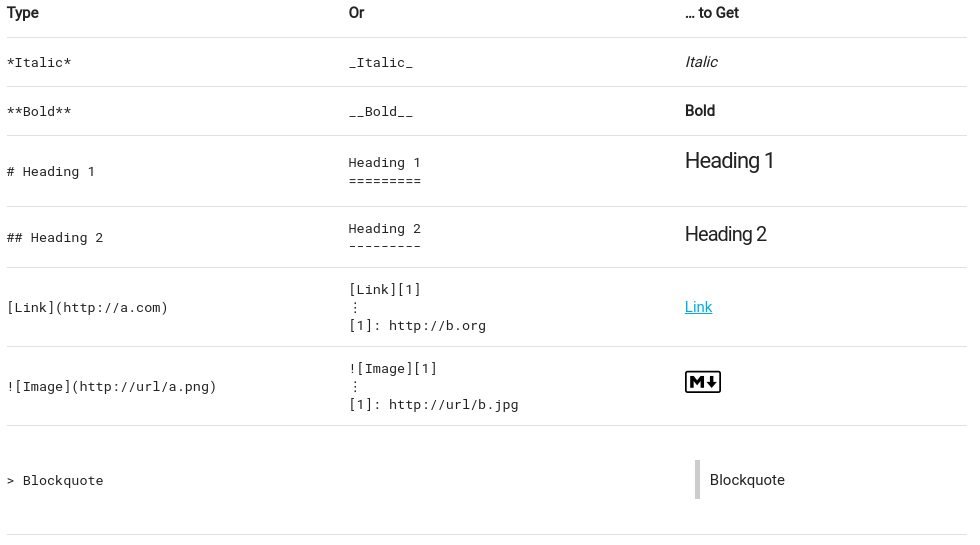 Type Or … to Get
*Italic* _Italic_ Italic
**Bold** __Bold__ Bold
# Heading 1 Heading 1
========= Heading 1
## Heading 2 Heading 2
--------- Heading 2
[Link](http://a.com) [Link][1]
⋮
[1]: http://b.org Link
![Image](http://url/a.png) ![Image][1]
⋮
[1]: http://url/b.jpg M↓
> Blockquote Blockquote